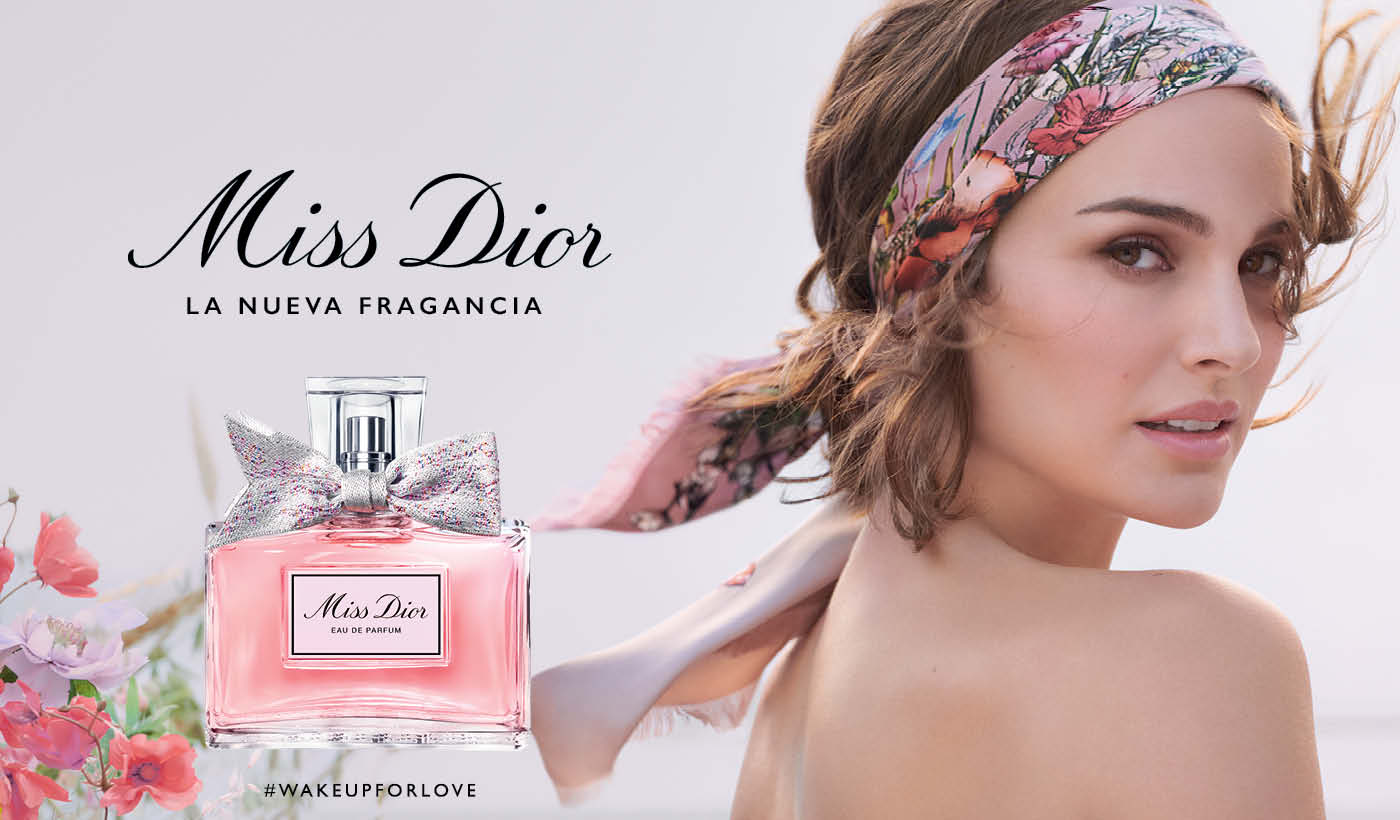 Miss Dior
LA NUEVA FRAGANCIA
Miss Dior
EAU DE PARFUM
#WAKEUPFORLOVE